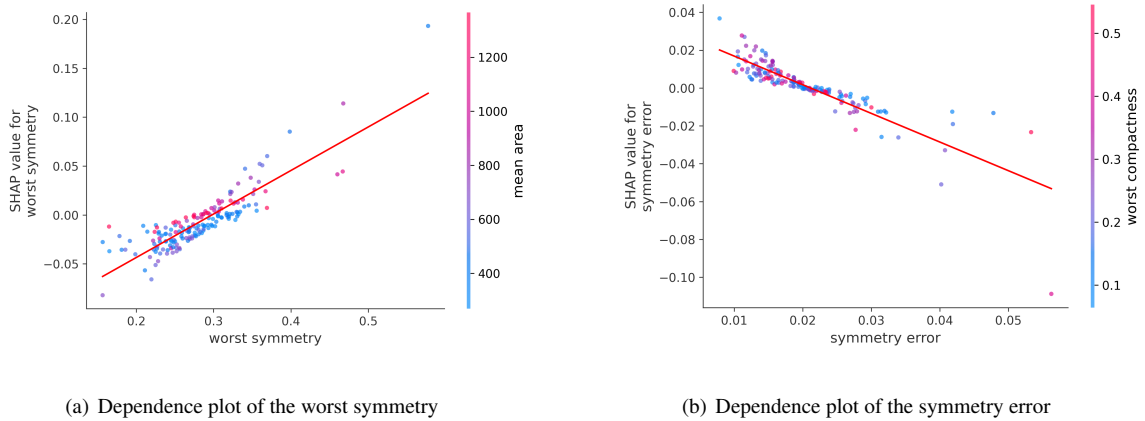 0.20
0.15
0.10
0.05
0.00
−0.05
SHAP value for
worst symmetry
0.2 0.3 0.4 0.5
worst symmetry
1200
1000
800
600
400
mean area
0.04
0.02
0.00
−0.02
−0.04
−0.06
−0.08
−0.10
SHAP value for
symmetry error
0.01 0.02 0.03 0.04 0.05
symmetry error
0.5
0.4
0.3
0.2
0.1
worst compactness
(a) Dependence plot of the worst symmetry
(b) Dependence plot of the symmetry error